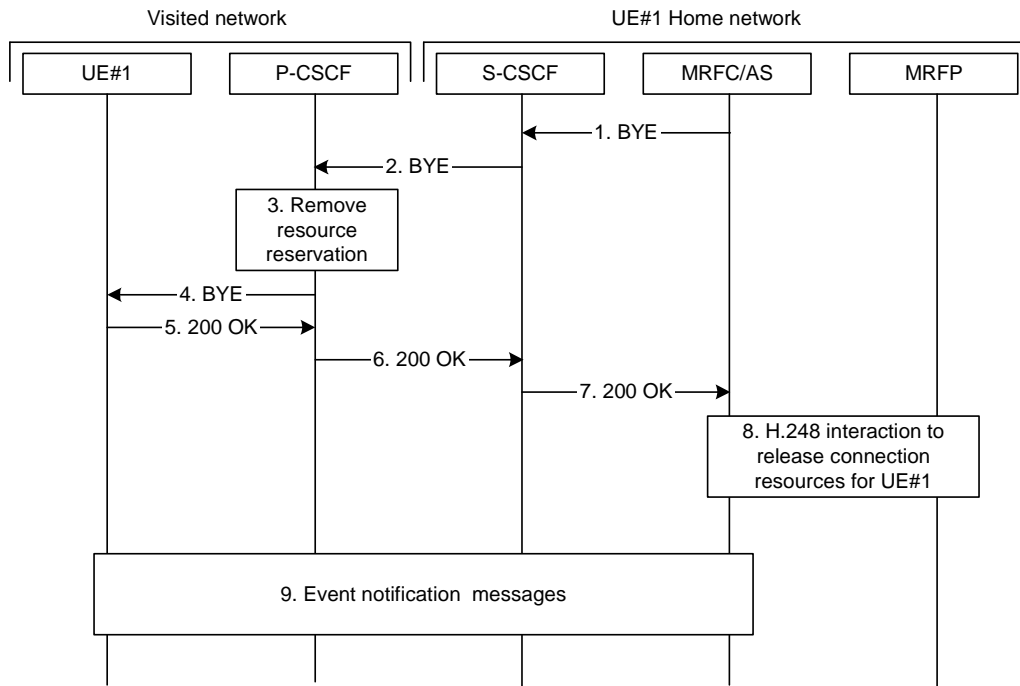 Visited network
UE#1 Home network
UE#1
P-CSCF
S-CSCF
MRFC/AS
MRFP
1. BYE
2. BYE
3. Remove
resource
reservation
4. BYE
5. 200 OK
6. 200 OK
7. 200 OK
8. H.248 interaction to
release connection
resources for UE#1
9. Event notification messages